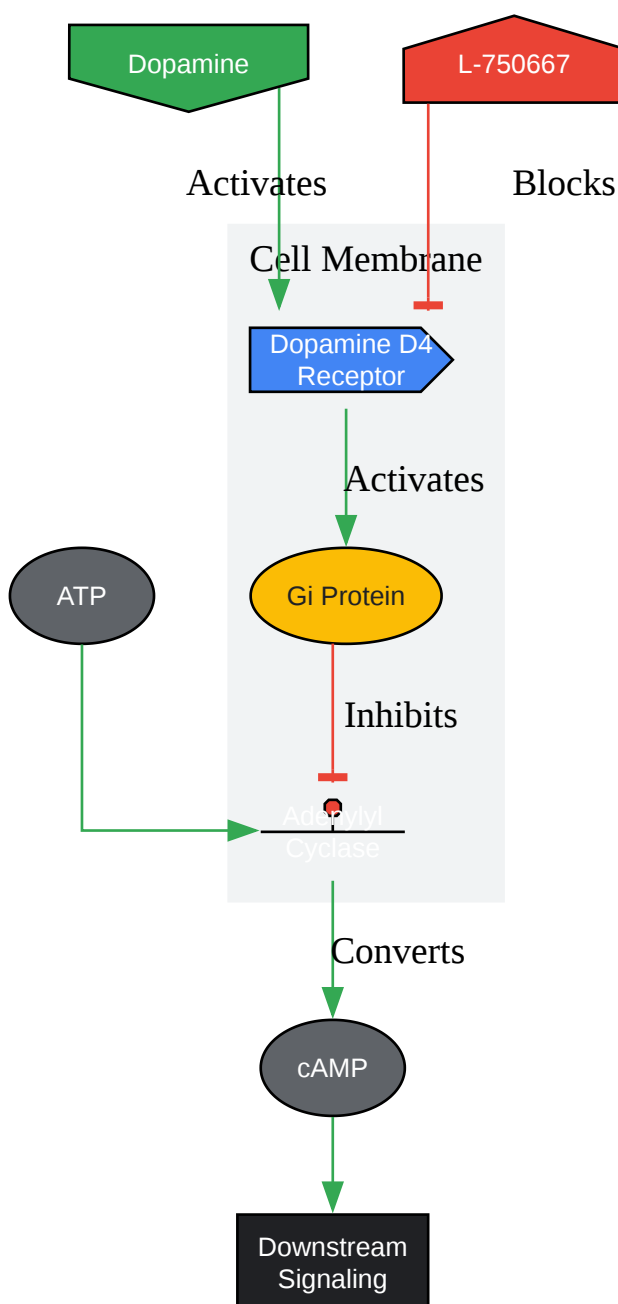 Dopamine
L-750667
Activates
Blocks
Cell Membrane
Dopamine D4
Receptor
Activates
ATP
Gi Protein
Inhibits
Adenylyl
Cyclase
Converts
cAMP
Downstream
Signaling